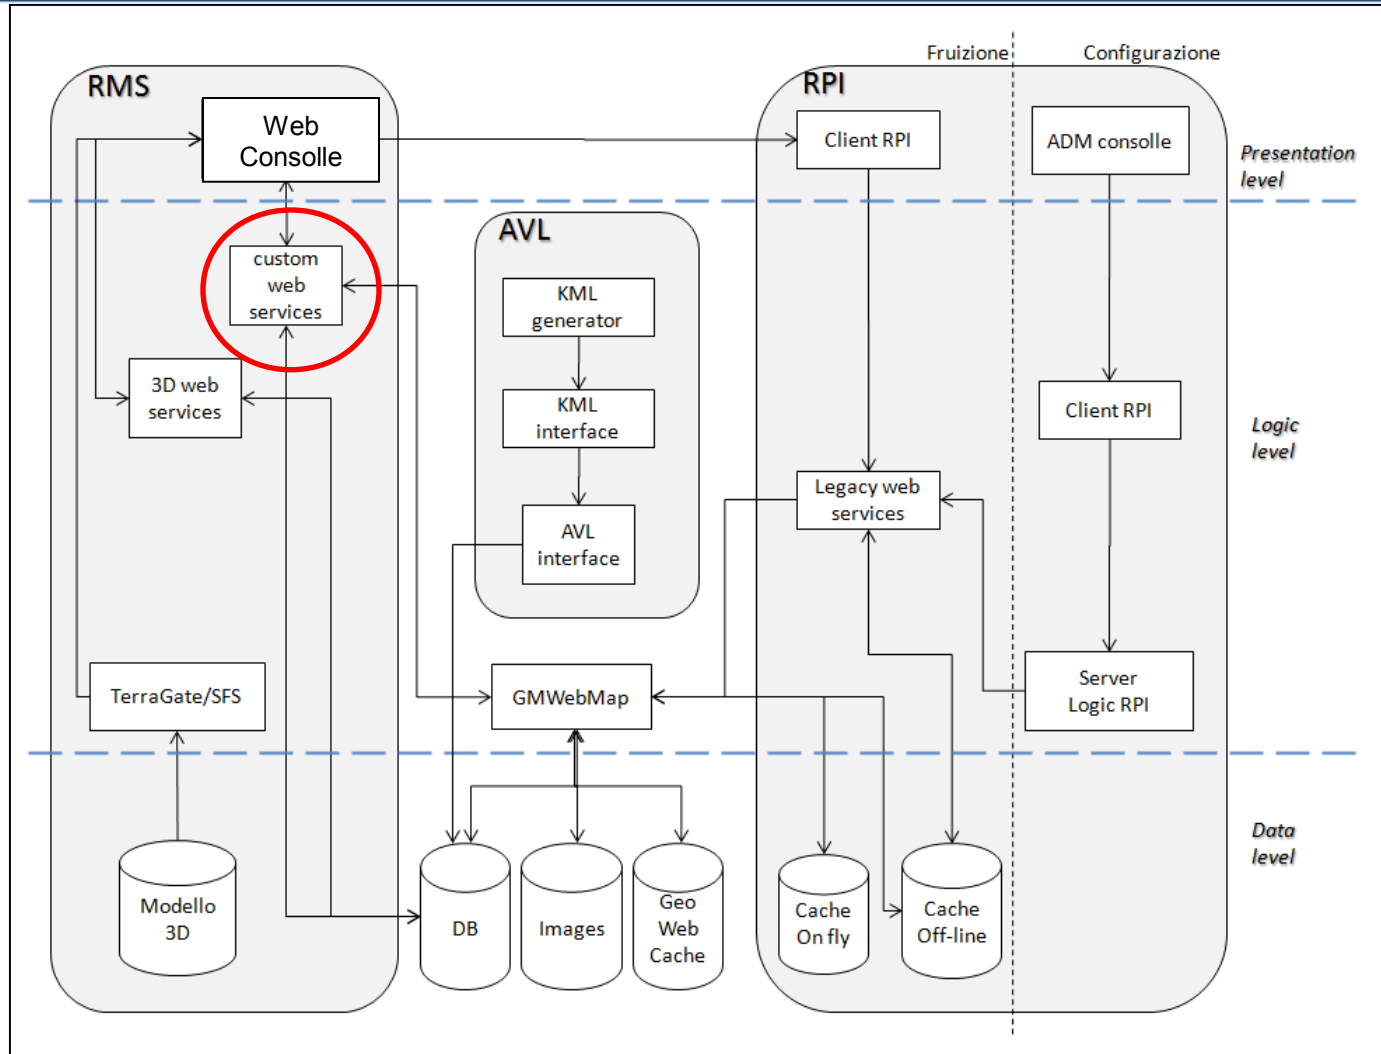 Fruizione
Configurazione
RMS
RPI
Web
Consolle
Client RPI
ADM consolle
Presentation
level
AVL
custom
web
services
KML
generator
3D web
services
KML
interface
Client RPI
Logic
level
Legacy web
services
AVL
interface
TerraGate/SFS
GMWebMap
Server
Logic RPI
Data
level
Modello
3D
DB
Images
Geo
Web
Cache
Cache
On fly
Cache
Off-line